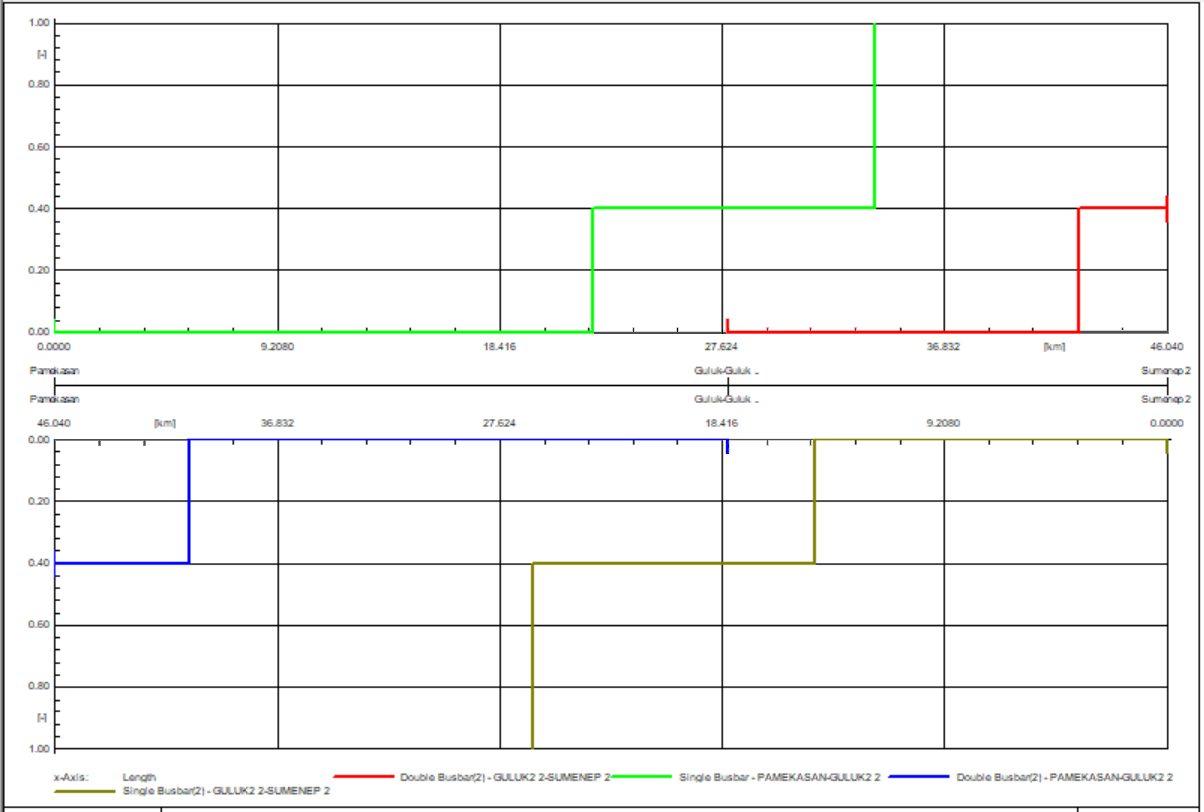 1.00
[-]
0.80
0.60
0.40
0.20
0.00
0.0000 9.2080 18.416 27.624 36.832 [km] 46.040
Pamekasan Guluk-Guluk .. Sumenep 2
Pamekasan Guluk-Guluk .. Sumenep 2
46.040 [km] 36.832 27.624 18.416 9.2080 0.0000
0.00
0.20
0.40
0.60
0.80
[-]
1.00
x-Axis: Length Double Busbar(2) - GULUK2 2-SUMENEP 2 Single Busbar - PAMEKASAN-GULUK2 2 Double Busbar(2) - PAMEKASAN-GULUK2 2
Single Busbar(2) - GULUK2 2-SUMENEP 2